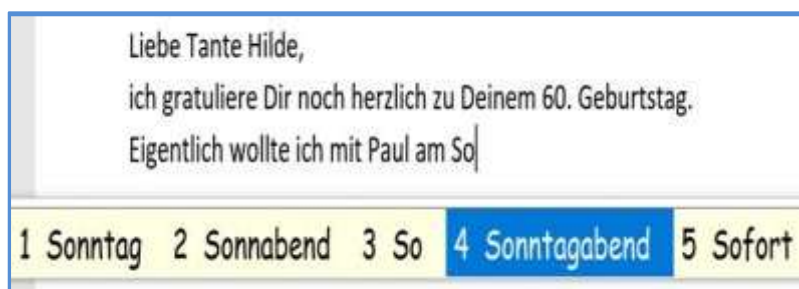 Liebe Tante Hilde,
ich gratuliere Dir noch herzlich zu Deinem 60. Geburtstag.
Eigentlich wollte ich mit Paul am So
1 Sonntag 2 Sonnabend 3 So 4 Sonntagabend 5 Sofort